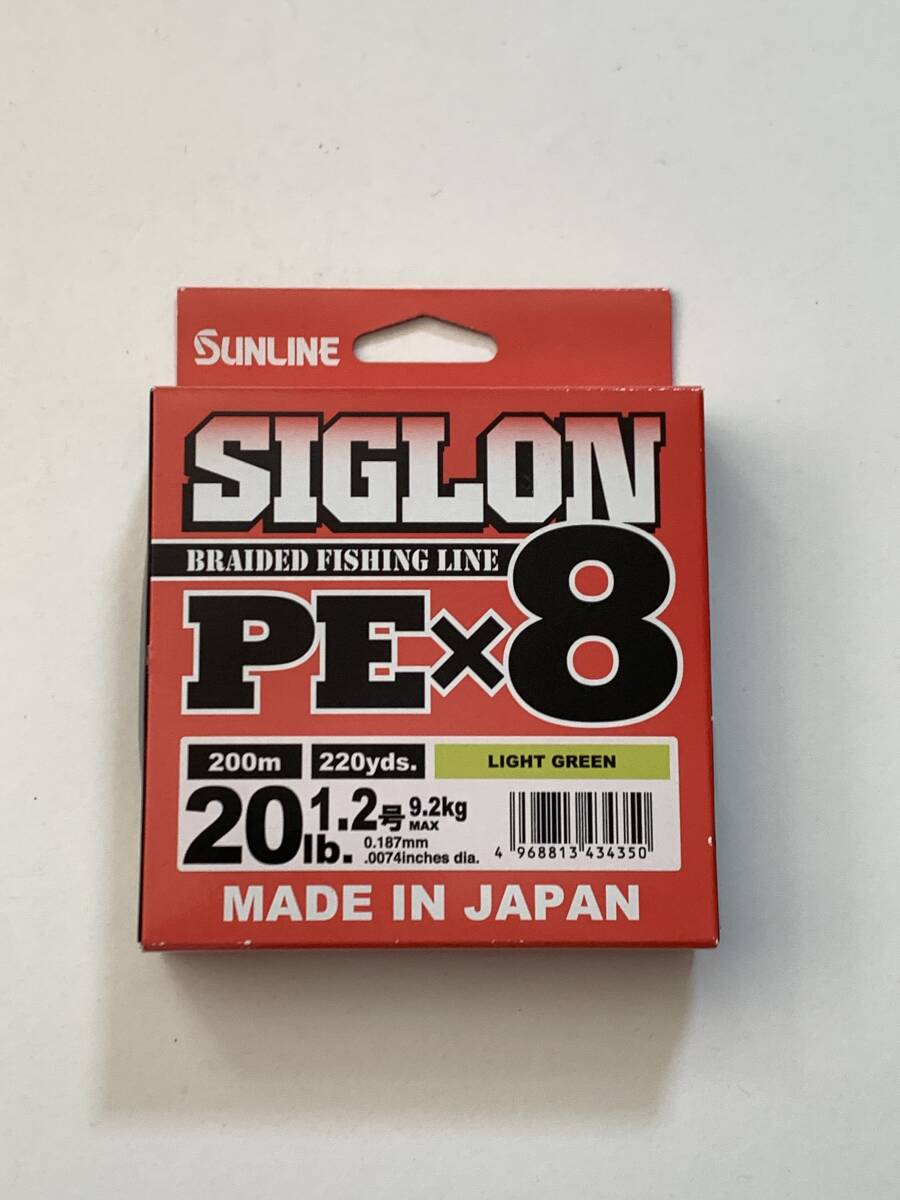 SUNLINE
SIGLON
BRAIDED FISHING LINE
PE×8
200m 220yds. LIGHT GREEN
20lb. 1.2号 9.2kg MAX
0.187mm
.0074inches dia.
4 968813 434350
MADE IN JAPAN